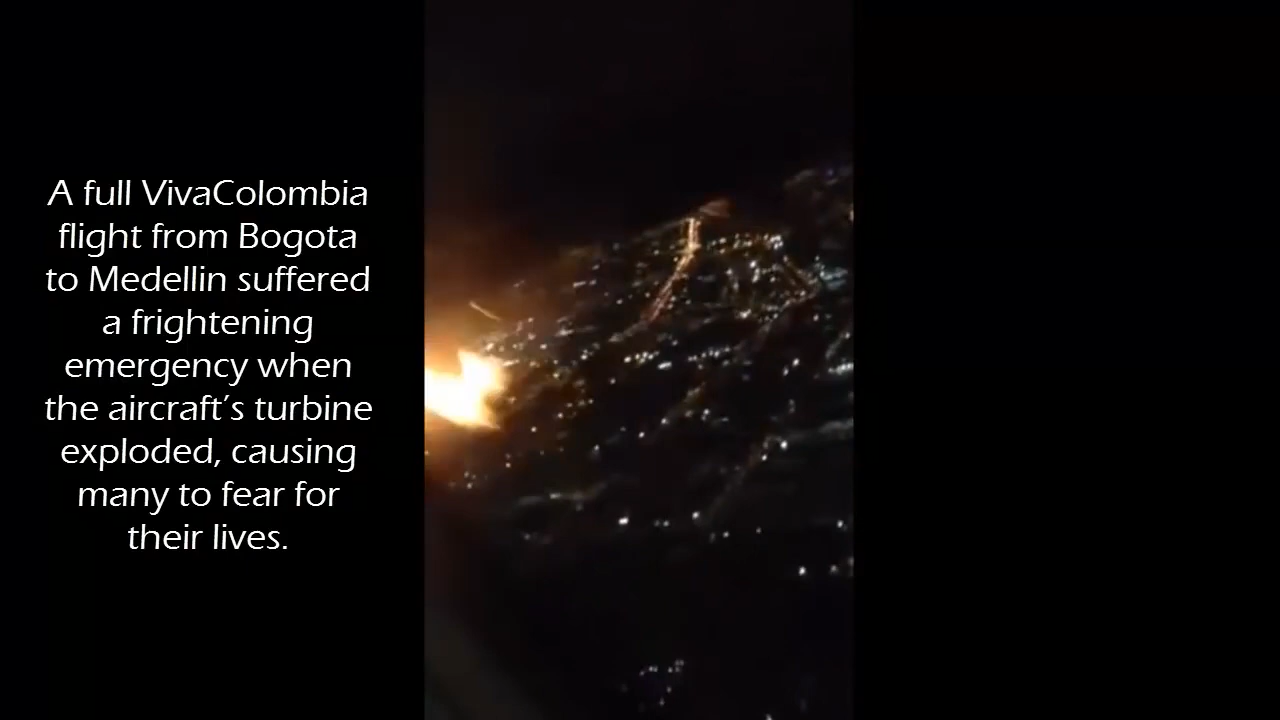 A full VivaColombia
flight from Bogota
to Medellin suffered
a frightening
emergency when
the aircraft's turbine
exploded, causing
many to fear for
their lives.